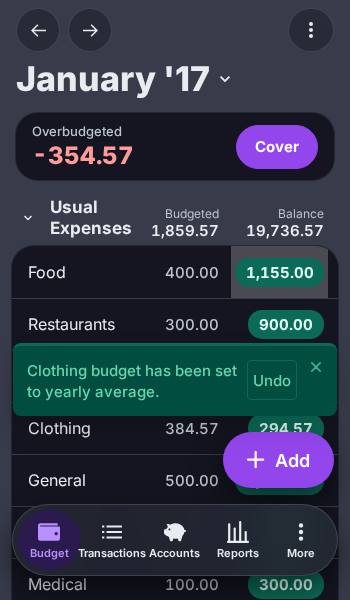 January '17
Overbudgeted
-354.57
Cover
Usual
Expenses
Budgeted
1,859.57
Balance
19,736.57
Food 400.00 1,155.00
Restaurants 300.00 900.00
Clothing budget has been set
to yearly average.
Undo
Clothing 384.57 294.57
General 500.00
+ Add
Budget Transactions Accounts Reports More
Medical 100.00 300.00